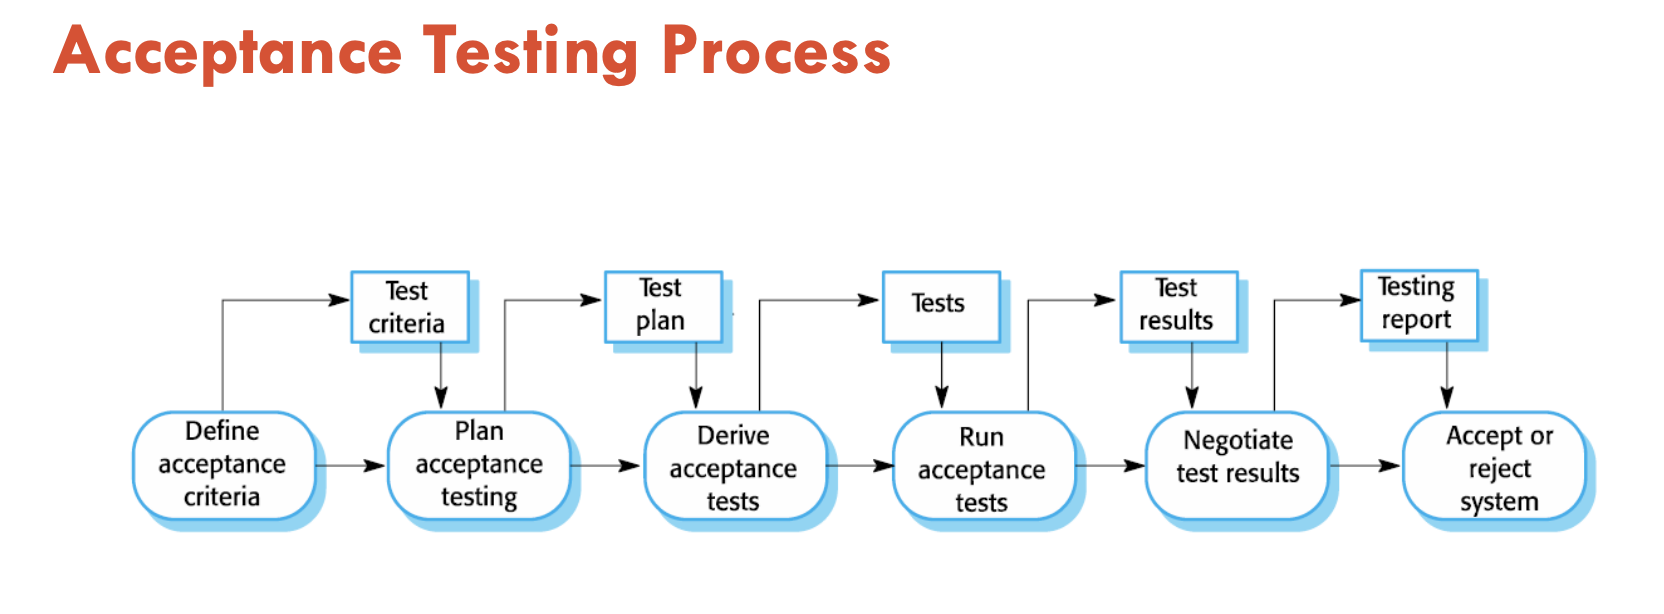 Acceptance Testing Process
Test
criteria
Test
plan
Tests
Test
results
Testing
report
Define
acceptance
criteria
Plan
acceptance
testing
Derive
acceptance
tests
Run
acceptance
tests
Negotiate
test results
Accept or
reject
system